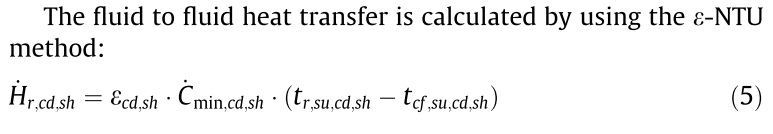 The fluid to fluid heat transfer is calculated by using the ε-NTU
method:
Ḣr,cd,sh = εcd,sh · Ċmin,cd,sh · (tr,su,cd,sh − tcf,su,cd,sh) (5)